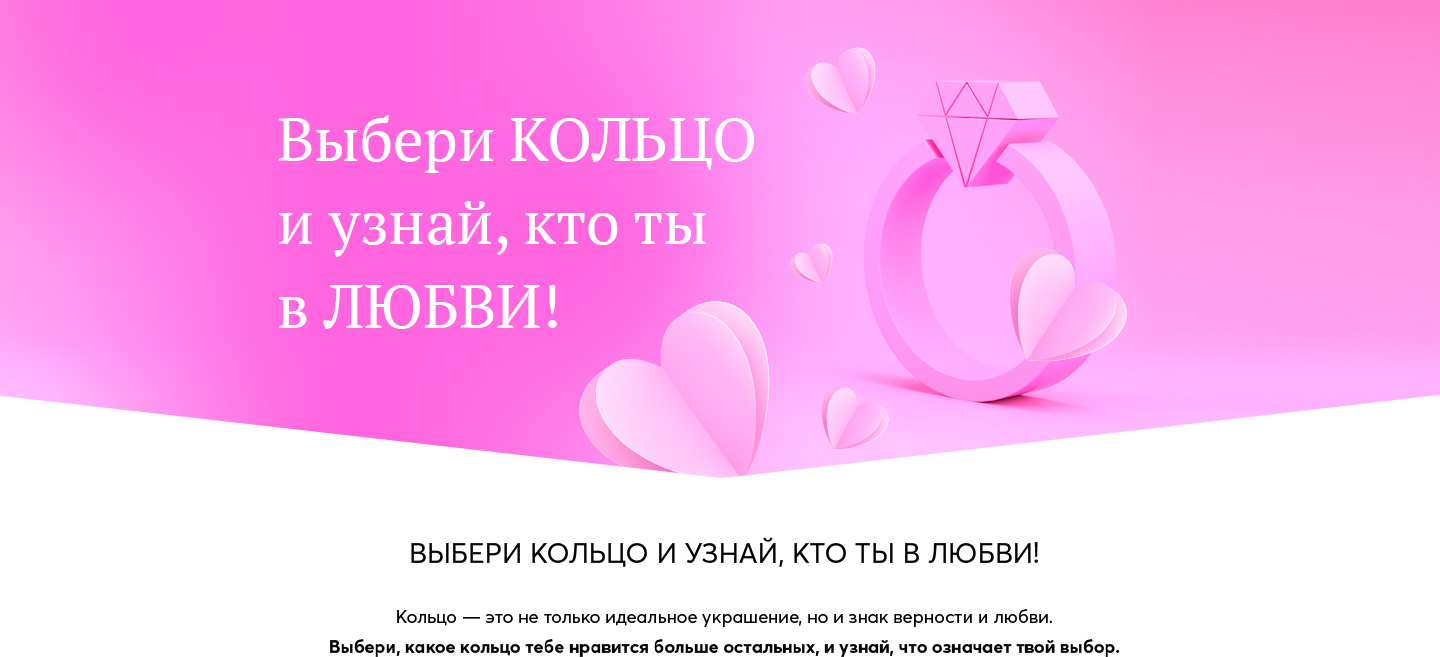 Выбери КОЛЬЦО
и узнай, кто ты
в ЛЮБВИ!
ВЫБЕРИ КОЛЬЦО И УЗНАЙ, КТО ТЫ В ЛЮБВИ!
Кольцо — это не только идеальное украшение, но и знак верности и любви.
Выбери, какое кольцо тебе нравится больше остальных, и узнай, что означает твой выбор.